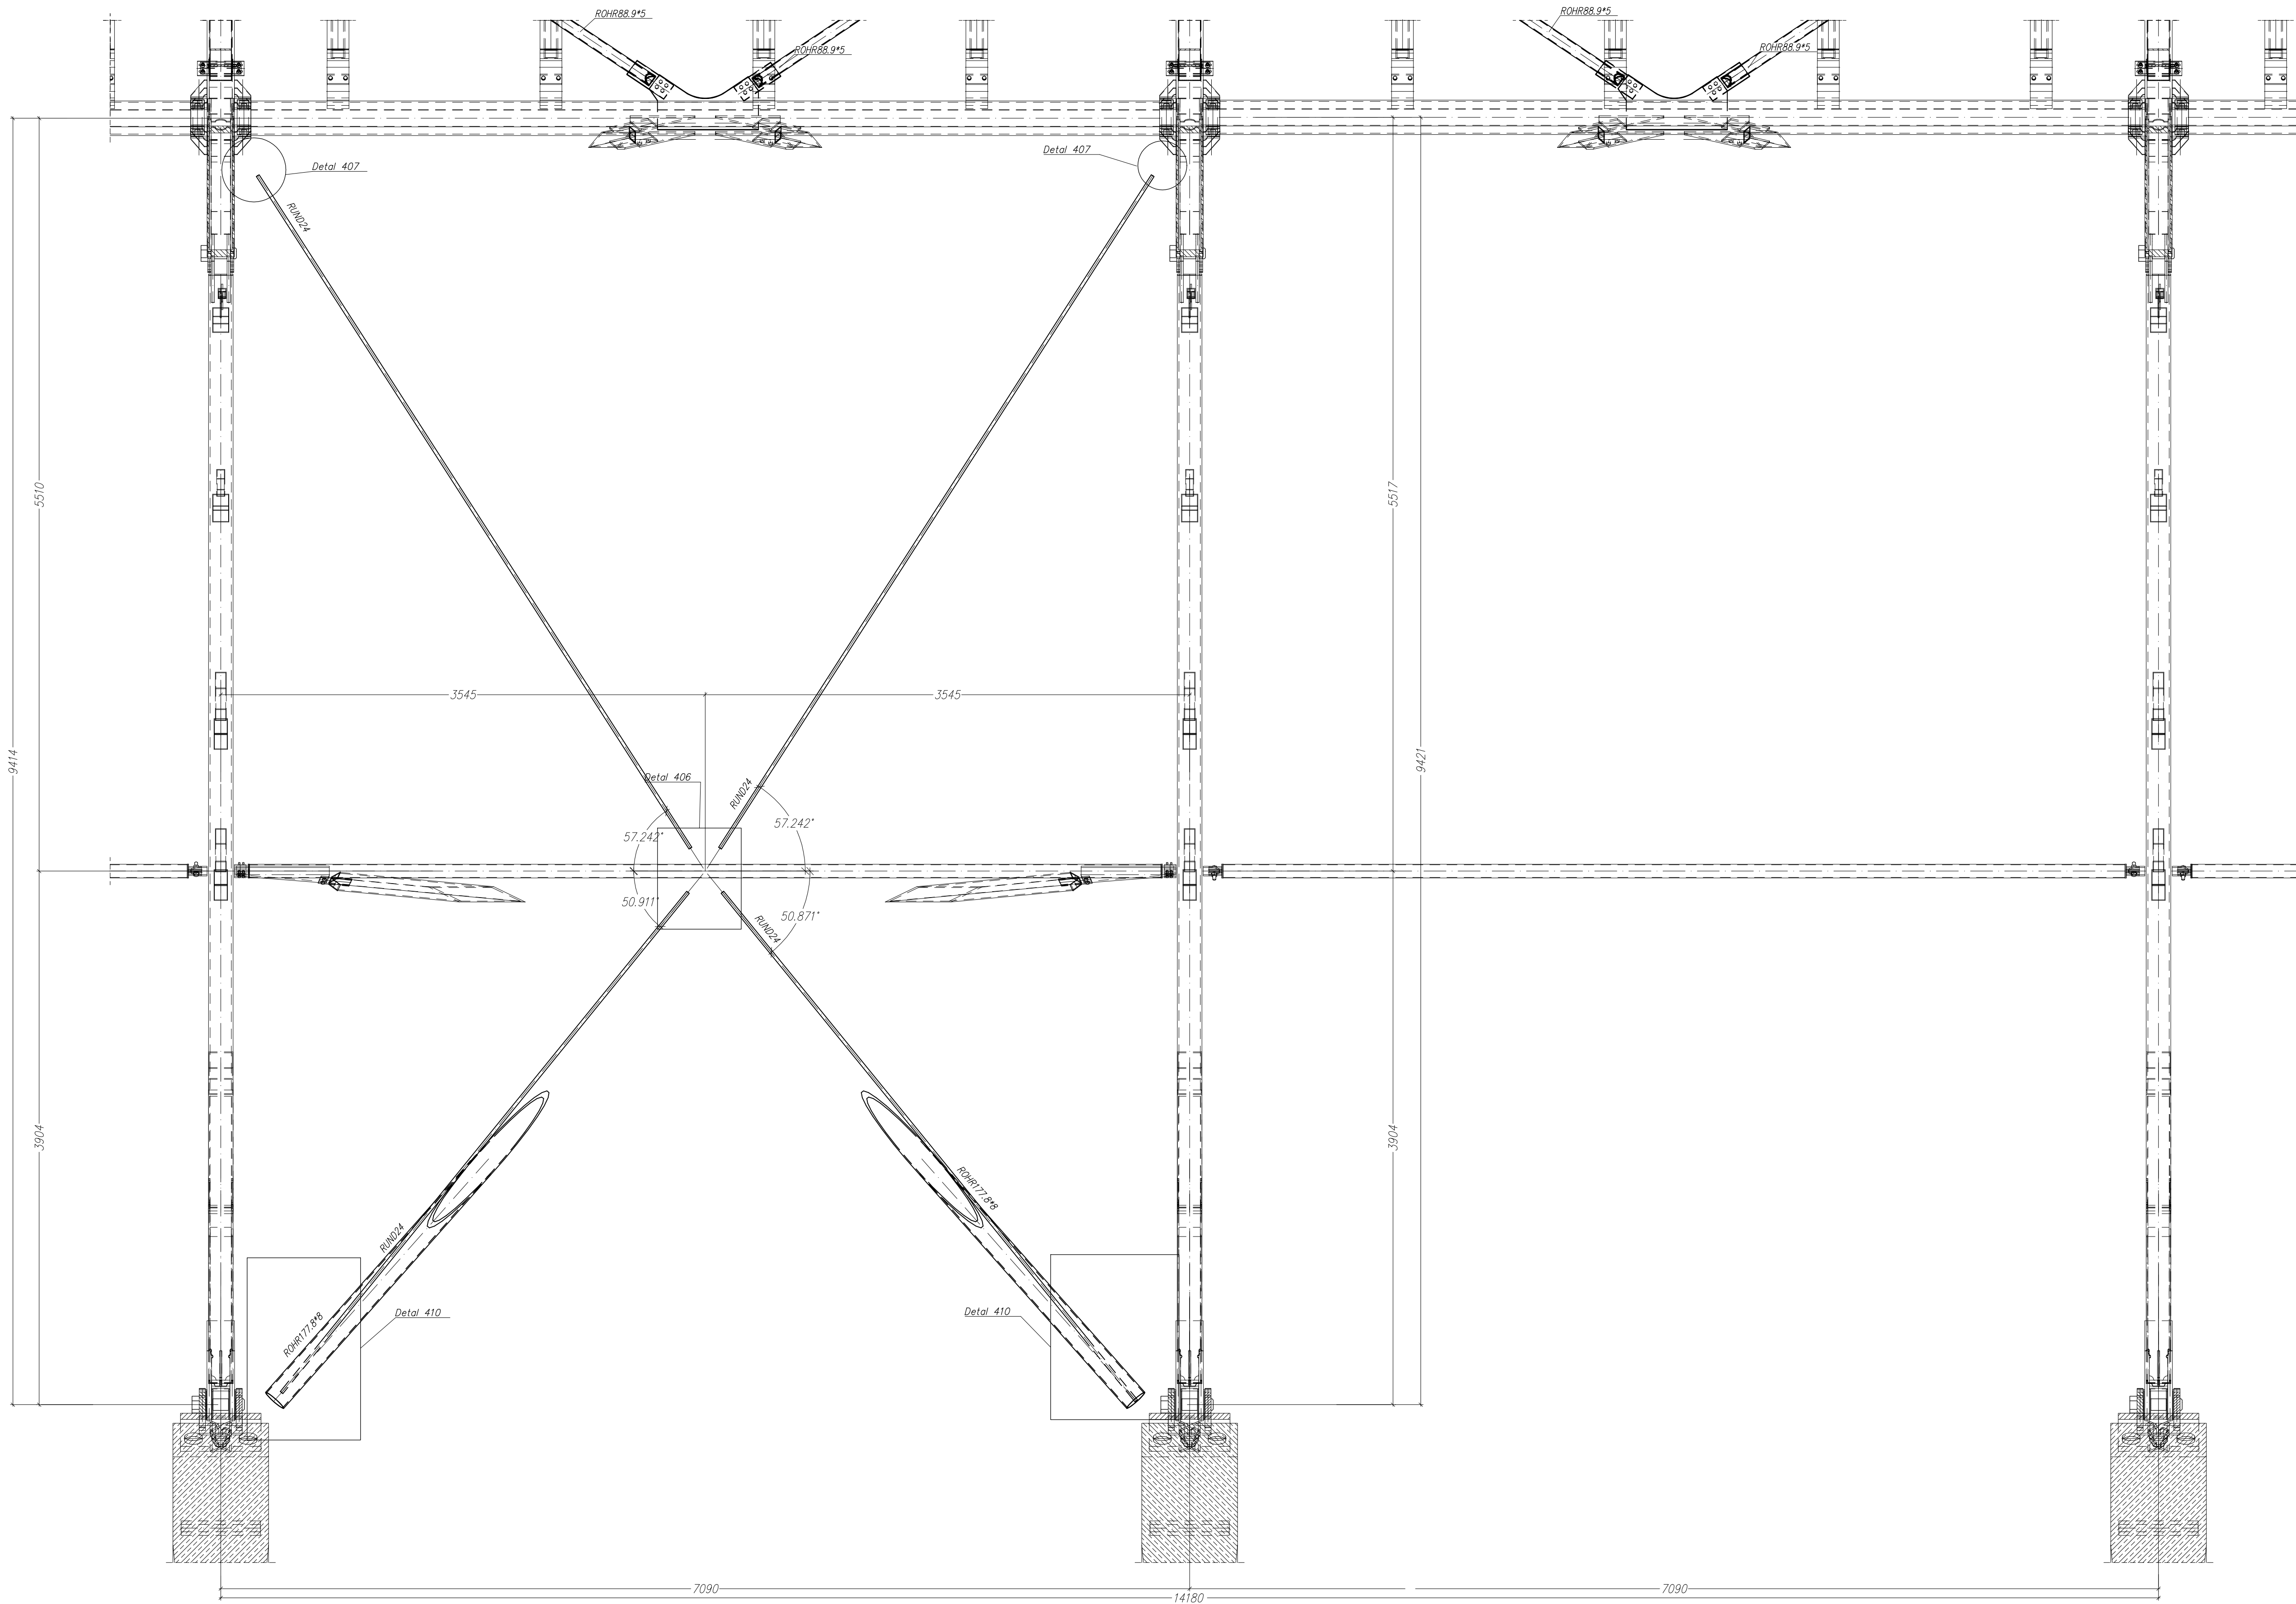 ROHR88.9*5
ROHR88.9*5
ROHR88.9*5
ROHR88.9*5
Detal 407
Detal 407
RUND24
5510
5517
3545
3545
9414
9421
Detal 406
RUND24
57.242°
57.242°
50.911°
50.871°
RUND24
3904
3904
ROHR177.8*8
RUND24
ROHR177.8*8
Detal 410
Detal 410
7090
7090
14180